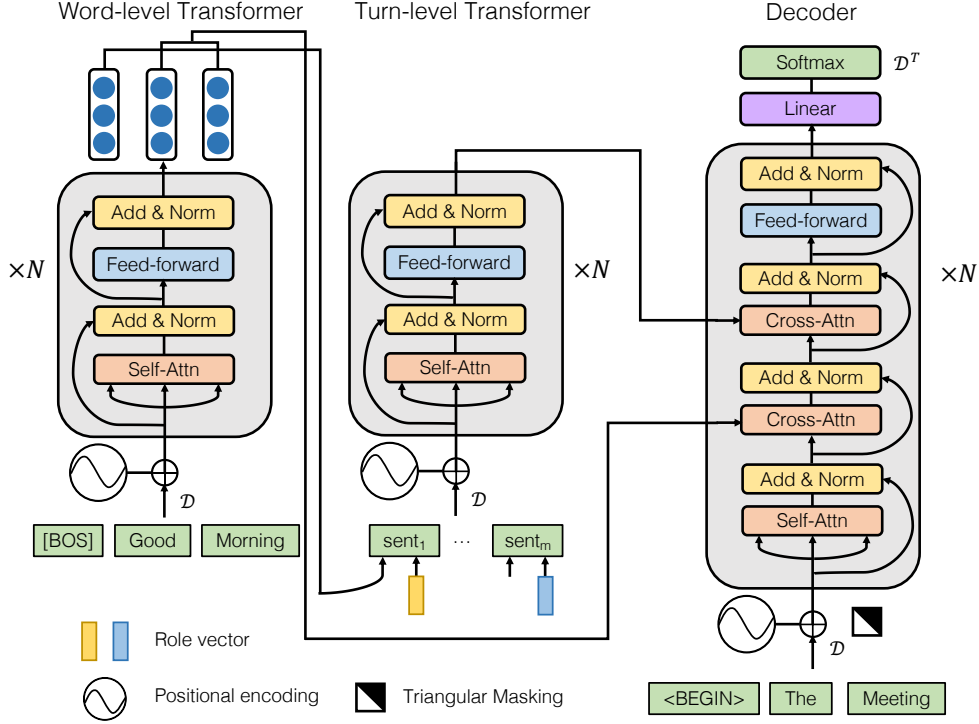 Word-level Transformer
Add & Norm
Feed-forward
Add & Norm
Self-Attn
×N
𝒟
[BOS] Good Morning
Turn-level Transformer
Add & Norm
Feed-forward
Add & Norm
Self-Attn
×N
𝒟
sent₁ ... sentₘ
Decoder
Softmax 𝒟ᵀ
Linear
Add & Norm
Feed-forward
Add & Norm
Cross-Attn
Add & Norm
Cross-Attn
Add & Norm
Self-Attn
×N
𝒟
<BEGIN> The Meeting
Role vector
Positional encoding
Triangular Masking